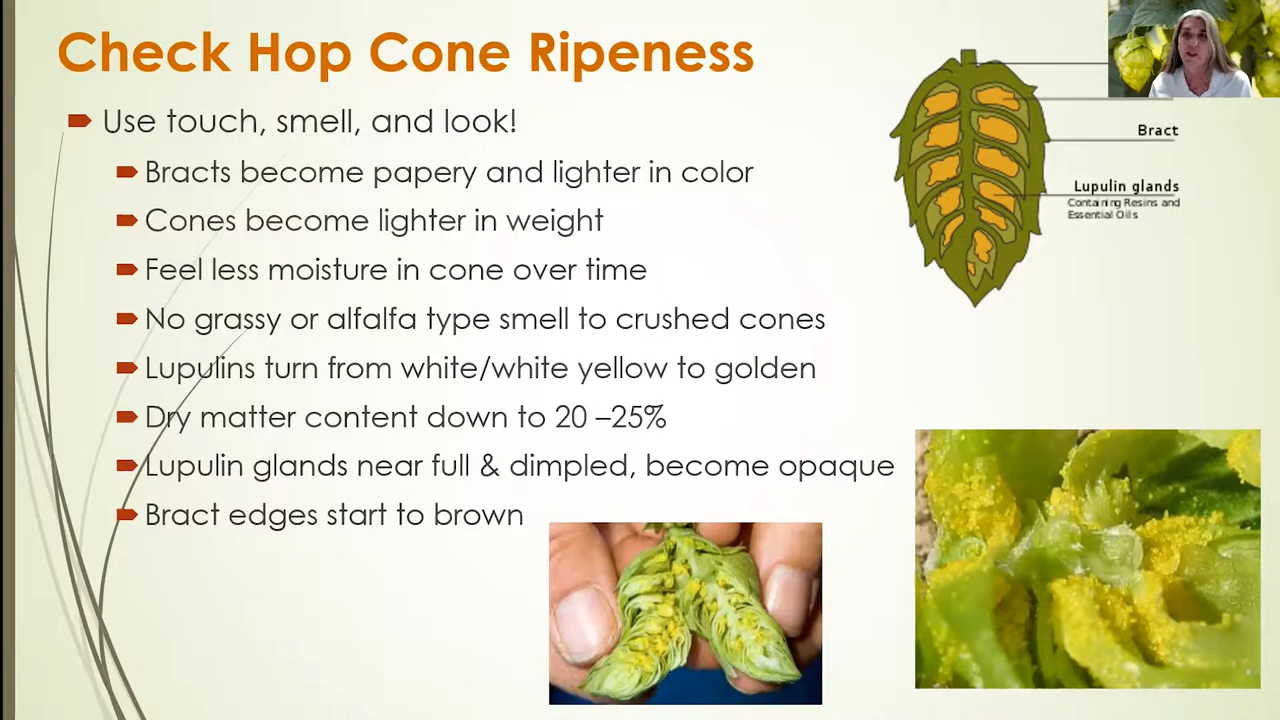 Check Hop Cone Ripeness
Use touch, smell, and look!
Bracts become papery and lighter in color
Cones become lighter in weight
Feel less moisture in cone over time
No grassy or alfalfa type smell to crushed cones
Lupulins turn from white/white yellow to golden
Dry matter content down to 20 –25%
Lupulin glands near full & dimpled, become opaque
Bract edges start to brown
Bract
Lupulin glands
Containing Resins and
Essential Oils